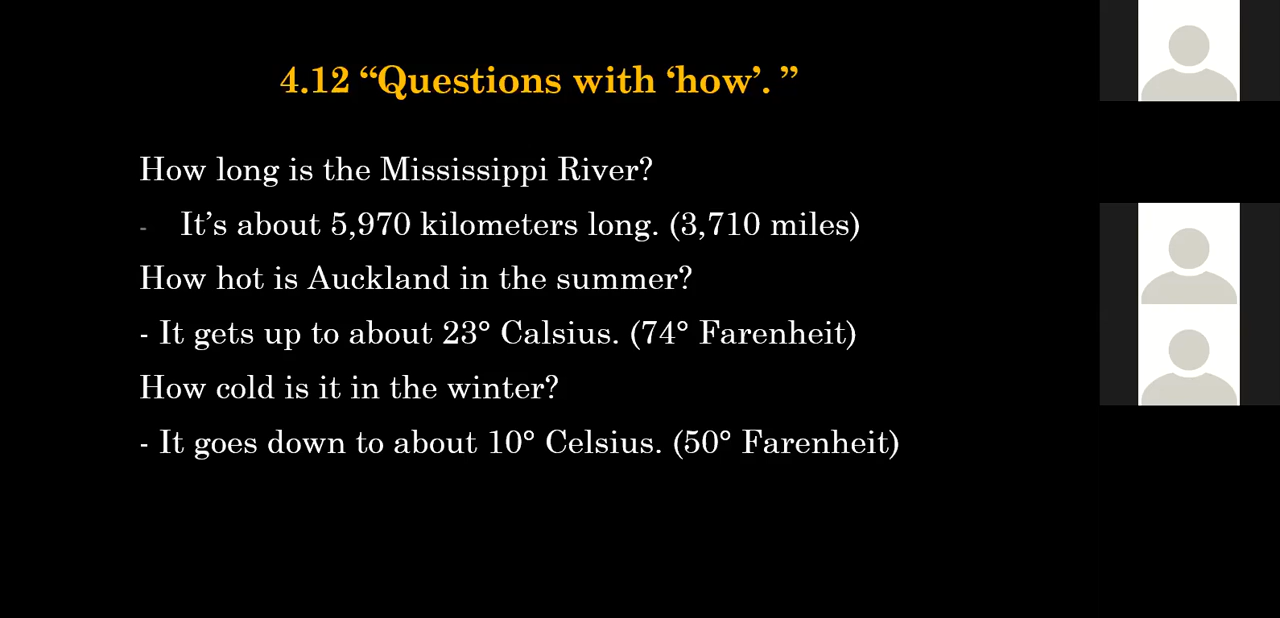 4.12 “Questions with ‘how’. ”
How long is the Mississippi River?
- It’s about 5,970 kilometers long. (3,710 miles)
How hot is Auckland in the summer?
- It gets up to about 23° Calsius. (74° Farenheit)
How cold is it in the winter?
- It goes down to about 10° Celsius. (50° Farenheit)